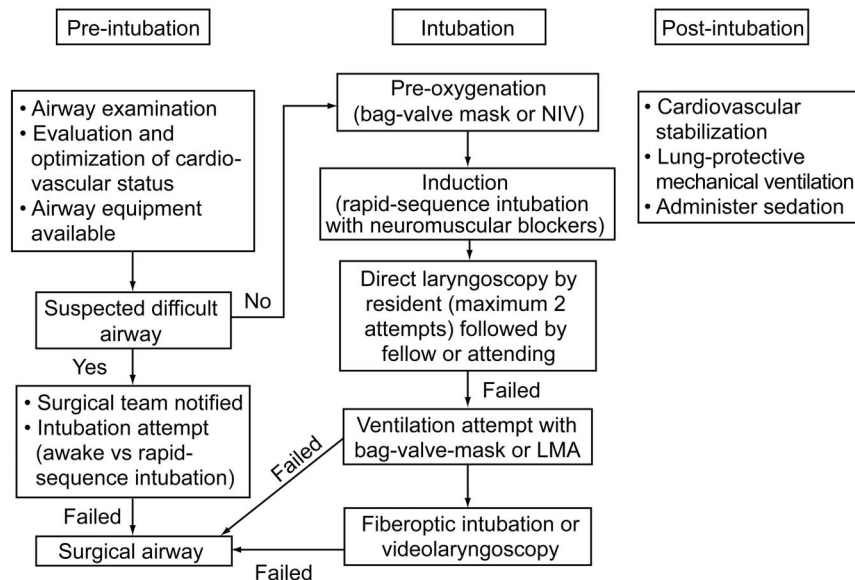 Pre-intubation
• Airway examination
• Evaluation and
optimization of cardio-
vascular status
• Airway equipment
available
Suspected difficult
airway
No
Yes
• Surgical team notified
• Intubation attempt
(awake vs rapid-
sequence intubation)
Failed
Surgical airway
Intubation
Pre-oxygenation
(bag-valve mask or NIV)
Induction
(rapid-sequence intubation
with neuromuscular blockers)
Direct laryngoscopy by
resident (maximum 2
attempts) followed by
fellow or attending
Failed
Ventilation attempt with
bag-valve-mask or LMA
Failed
Fiberoptic intubation or
videolaryngoscopy
Failed
Post-intubation
• Cardiovascular
stabilization
• Lung-protective
mechanical ventilation
• Administer sedation